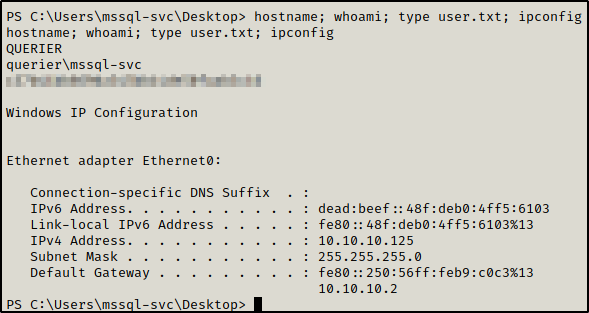 PS C:\Users\mssql-svc\Desktop> hostname; whoami; type user.txt; ipconfig
hostname; whoami; type user.txt; ipconfig
QUERIER
querier\mssql-svc
Windows IP Configuration
Ethernet adapter Ethernet0:
Connection-specific DNS Suffix  . :
IPv6 Address. . . . . . . . . . . : dead:beef::48f:deb0:4ff5:6103
Link-local IPv6 Address . . . . . : fe80::48f:deb0:4ff5:6103%13
IPv4 Address. . . . . . . . . . . : 10.10.10.125
Subnet Mask . . . . . . . . . . . : 255.255.255.0
Default Gateway . . . . . . . . . : fe80::250:56ff:feb9:c0c3%13
10.10.10.2
PS C:\Users\mssql-svc\Desktop>